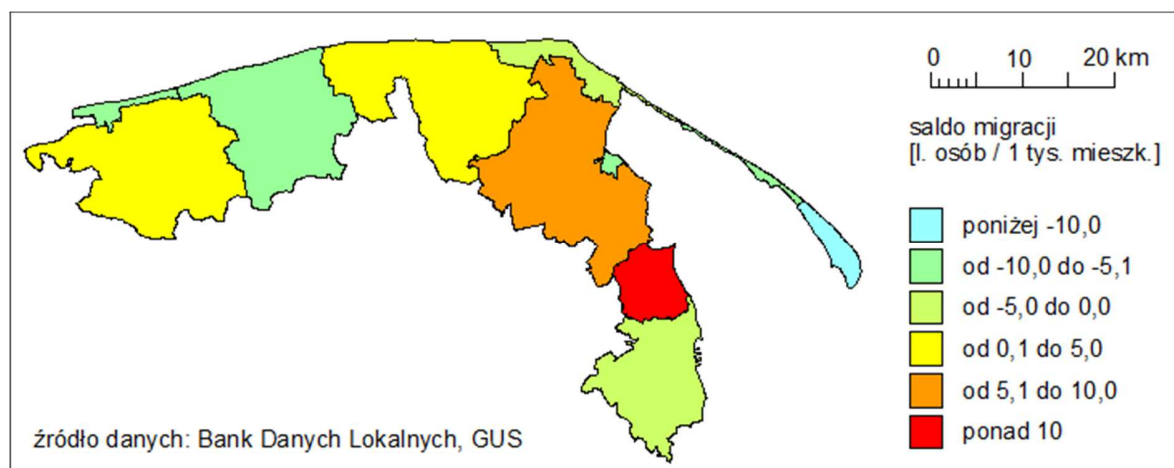 0 10 20 km
saldo migracji
[l. osób / 1 tys. mieszk.]
poniżej -10,0
od -10,0 do -5,1
od -5,0 do 0,0
od 0,1 do 5,0
od 5,1 do 10,0
ponad 10
źródło danych: Bank Danych Lokalnych, GUS